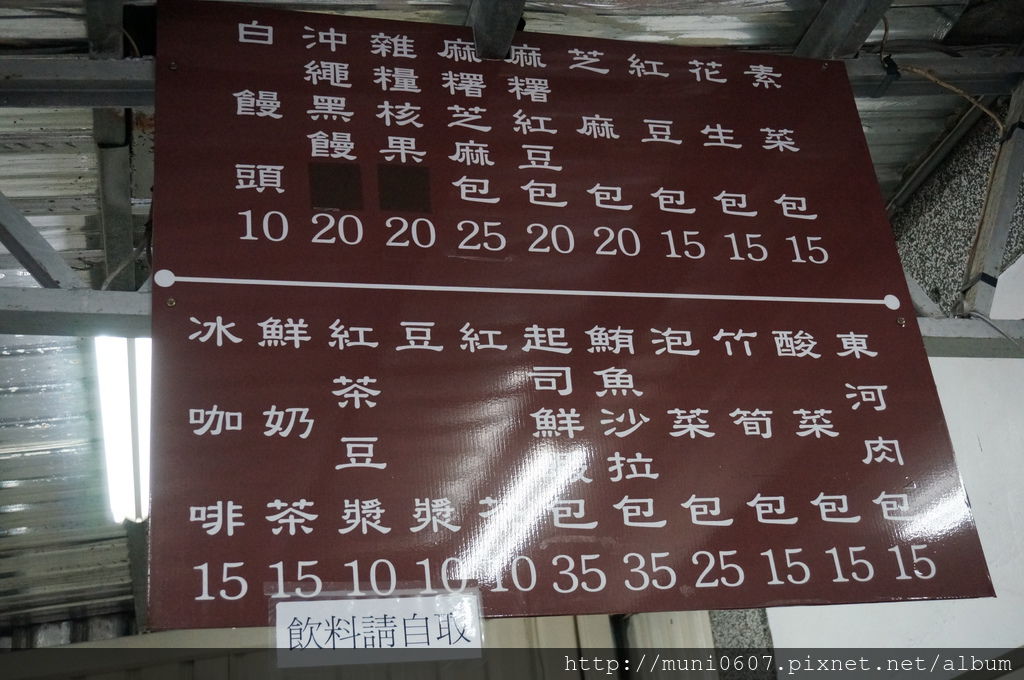 素菜包 15
花生包 15
紅豆包 15
芝麻包 20
麻糬紅豆包 20
麻糬芝麻包 25
雜糧核果 20
沖繩黑饅 20
白饅頭 10
東河肉包 15
酸菜包 15
竹筍包 15
泡菜包 25
鮪魚沙拉包 35
起司鮮包 35
紅茶 10
豆漿 10
紅茶豆漿 10
鮮奶茶 15
冰咖啡 15
飲料請自取
http://muni0607.pixnet.net/album